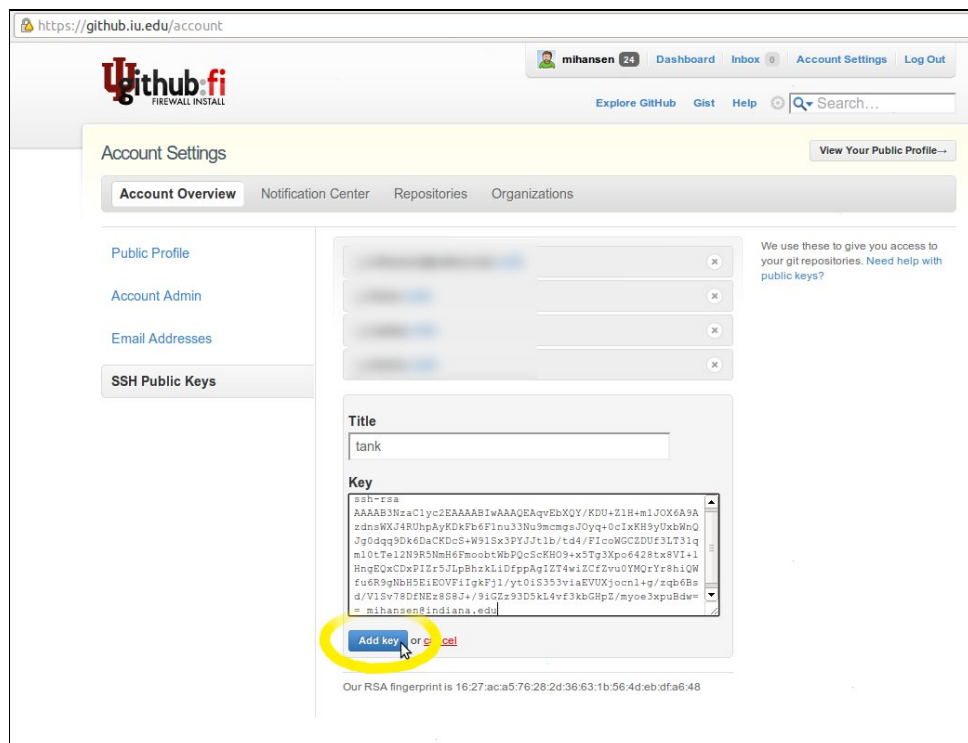 https://github.iu.edu/account
github:fi
FIREWALL INSTALL
mihansen 24 Dashboard Inbox 0 Account Settings Log Out
Explore GitHub Gist Help Search...
Account Settings
View Your Public Profile→
Account Overview Notification Center Repositories Organizations
Public Profile
Account Admin
Email Addresses
SSH Public Keys
We use these to give you access to
your git repositories. Need help with
public keys?
Title
tank
Key
ssh-rsa
AAAAB3NzaC1yc2EAAAABIwAAAQEAqvEbXQY/KDU+Z1H+m1JOX6A9A
zdnsWXJ4RUhpAyKDkFb6F1nu33Nu9mcmgsJOyq+0cIxKH9yUxbWnQ
Jg0dqq9Dk6DaCKDcS+W91Sx3PYJJt1b/td4/FIcoWGCZDUf3LT31q
m10tTe12N9R5NmH6FmoobtWbPQcScKHO9+x5Tg3Xpo6428tx8VI+1
HngEQxCDxPIZr5JLpBhzkLiDfppAgIZT4wiZCfZvu0YMQrYr8hiQW
fu6R9gNbH5EiEOVFiIgkFj1/yt0iS353viaEVUXjocn1+g/zqb6Bs
d/V1Sv78DfNEz8S8J+/9iGZz93D5kL4vf3kbGHpZ/myoe3xpuBdw=
= mihansen@indiana.edu
Add key or cancel
Our RSA fingerprint is 16:27:ac:a5:76:28:2d:36:63:1b:56:4d:eb:df:a6:48